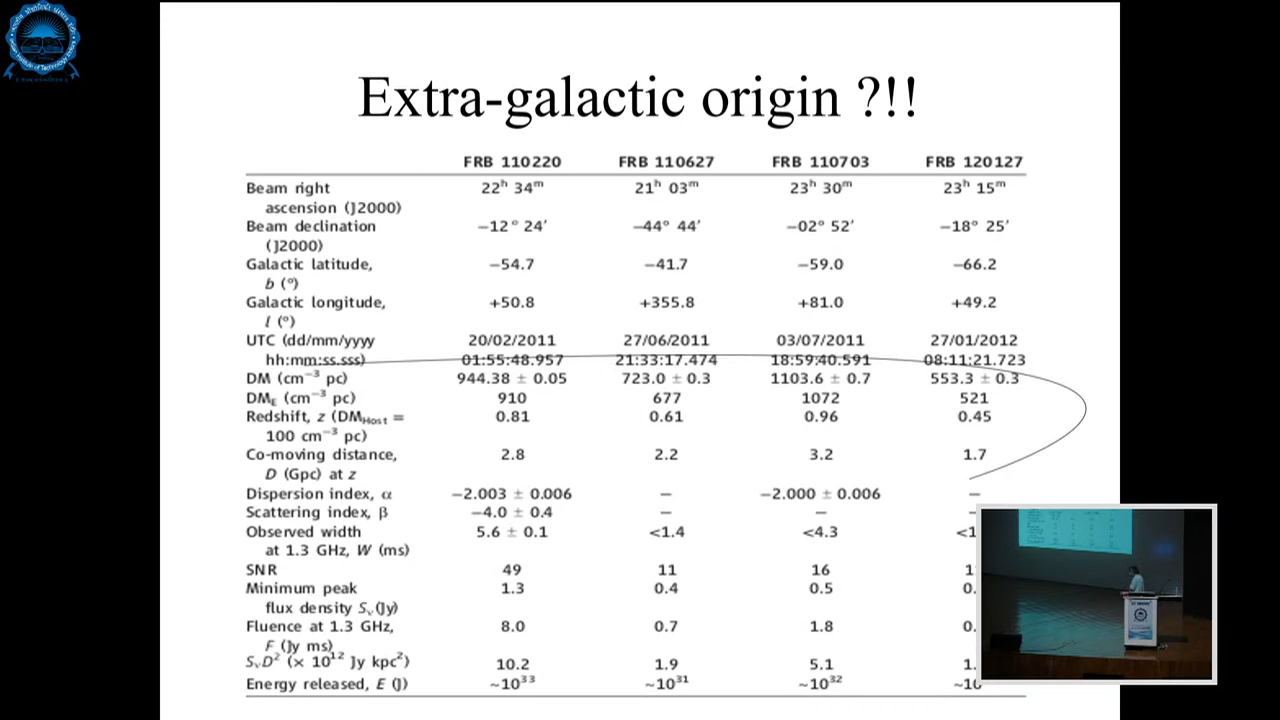 Extra-galactic origin ?!!
FRB 110220 FRB 110627 FRB 110703 FRB 120127
Beam right 22ʰ 34ᵐ 21ʰ 03ᵐ 23ʰ 30ᵐ 23ʰ 15ᵐ
ascension (J2000)
Beam declination −12° 24′ −44° 44′ −02° 52′ −18° 25′
(J2000)
Galactic latitude, −54.7 −41.7 −59.0 −66.2
b (°)
Galactic longitude, +50.8 +355.8 +81.0 +49.2
l (°)
UTC (dd/mm/yyyy 20/02/2011 27/06/2011 03/07/2011 27/01/2012
hh:mm:ss.sss) 01:55:48.957 21:33:17.474 18:59:40.591 08:11:21.723
DM (cm⁻³ pc) 944.38 ± 0.05 723.0 ± 0.3 1103.6 ± 0.7 553.3 ± 0.3
DM_E (cm⁻³ pc) 910 677 1072 521
Redshift, z (DM_Host = 0.81 0.61 0.96 0.45
100 cm⁻³ pc)
Co-moving distance, 2.8 2.2 3.2 1.7
D (Gpc) at z
Dispersion index, α −2.003 ± 0.006 — −2.000 ± 0.006 —
Scattering index, β −4.0 ± 0.4 — —
Observed width 5.6 ± 0.1 <1.4 <4.3
at 1.3 GHz, W (ms)
SNR 49 11 16
Minimum peak 1.3 0.4 0.5
flux density Sᵥ(Jy)
Fluence at 1.3 GHz, 8.0 0.7 1.8
F (Jy ms)
SᵥD² (× 10¹² Jy kpc²) 10.2 1.9 5.1
Energy released, E (J) ~10³³ ~10³¹ ~10³²